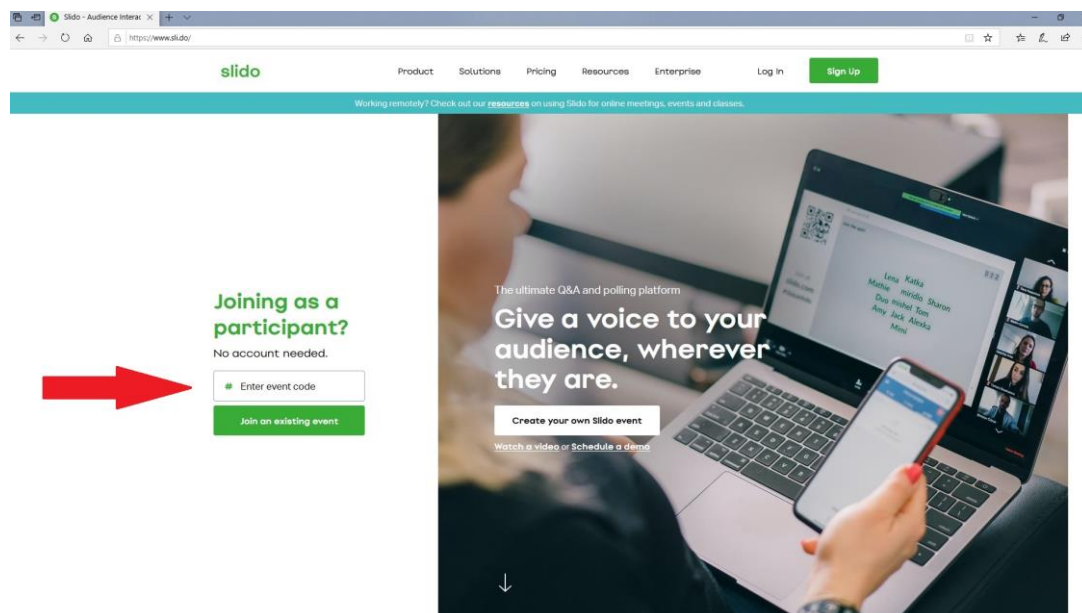 Slido - Audience Interac
https://www.sli.do/
slido Product Solutions Pricing Resources Enterprise Log In Sign Up
Working remotely? Check out our resources on using Slido for online meetings, events and classes.
Joining as a
participant?
No account needed.
# Enter event code
Join an existing event
The ultimate Q&A and polling platform
Give a voice to your
audience, wherever
they are.
Create your own Slido event
Watch a video or Schedule a demo
Lena Katka
Mathie miridio Sharon
Duo mishel Tom
Amy Jack Alexka
Mimi